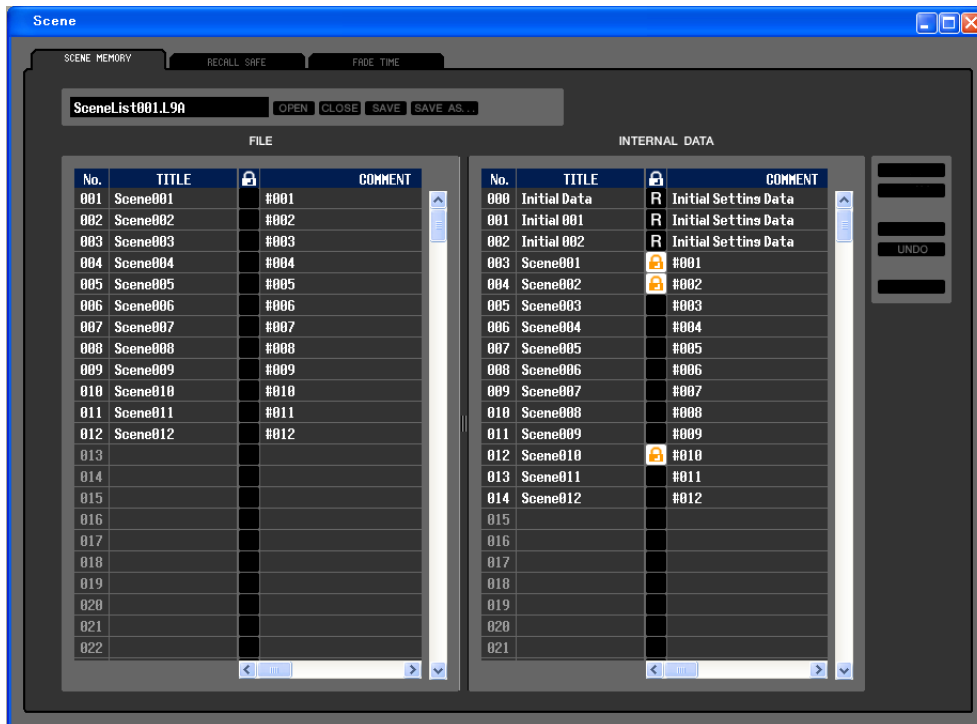 Scene
SCENE MEMORY RECALL SAFE FADE TIME
SceneList001.L9A OPEN CLOSE SAVE SAVE AS...
FILE
No. TITLE COMMENT
001 Scene001 #001
002 Scene002 #002
003 Scene003 #003
004 Scene004 #004
005 Scene005 #005
006 Scene006 #006
007 Scene007 #007
008 Scene008 #008
009 Scene009 #009
010 Scene010 #010
011 Scene011 #011
012 Scene012 #012
013
014
015
016
017
018
019
020
021
022
INTERNAL DATA
No. TITLE COMMENT
000 Initial Data R Initial Setting Data
001 Initial 001 R Initial Setting Data
002 Initial 002 R Initial Setting Data
003 Scene001 #001
004 Scene002 #002
005 Scene003 #003
006 Scene004 #004
007 Scene005 #005
008 Scene006 #006
009 Scene007 #007
010 Scene008 #008
011 Scene009 #009
012 Scene010 #010
013 Scene011 #011
014 Scene012 #012
015
016
017
018
019
020
021
UNDO